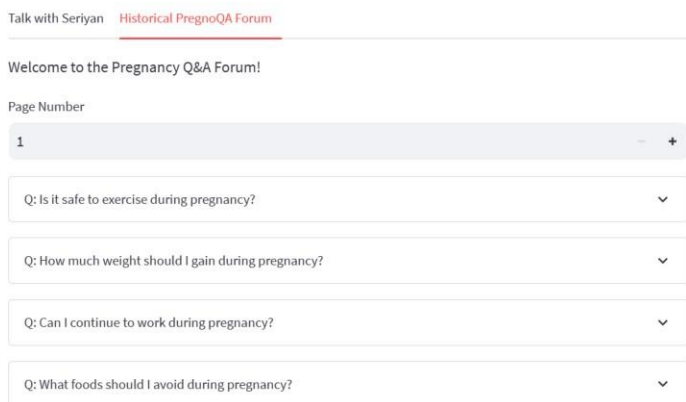 Talk with Seriyan Historical PregnoQA Forum
Welcome to the Pregnancy Q&A Forum!
Page Number
1 − +
Q: Is it safe to exercise during pregnancy?
Q: How much weight should I gain during pregnancy?
Q: Can I continue to work during pregnancy?
Q: What foods should I avoid during pregnancy?